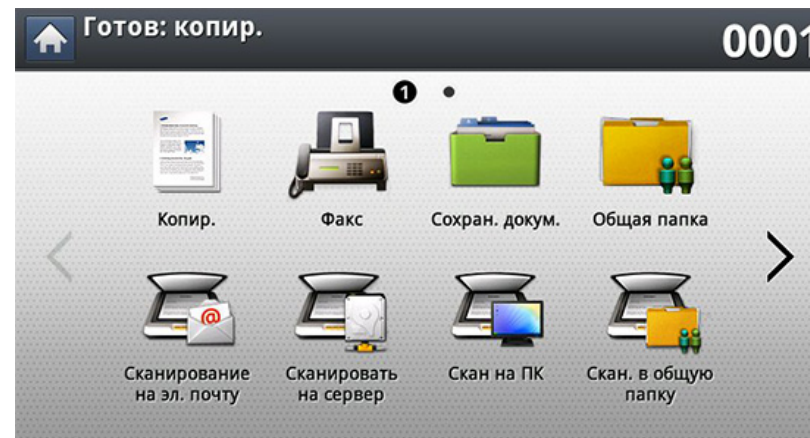 Готов: копир.
0001
1
Копир.
Факс
Сохран. докум.
Общая папка
@
Сканирование
на эл. почту
Сканировать
на сервер
Скан на ПК
Скан. в общую
папку